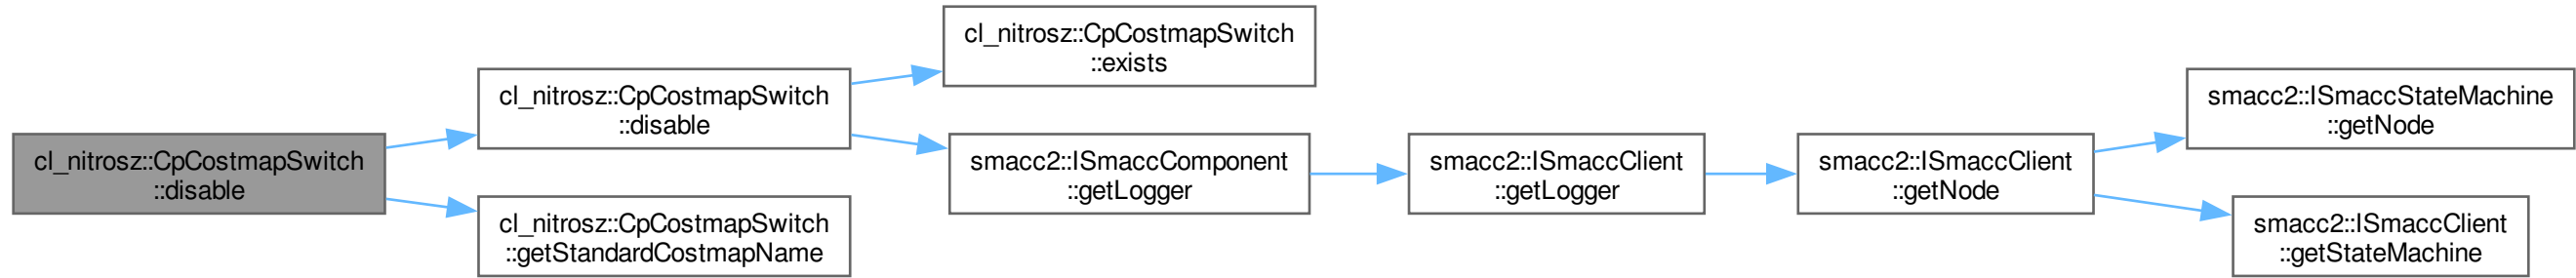 cl_nitrosz::CpCostmapSwitch
::disable
cl_nitrosz::CpCostmapSwitch
::disable
cl_nitrosz::CpCostmapSwitch
::exists
smacc2::ISmaccComponent
::getLogger
smacc2::ISmaccClient
::getLogger
smacc2::ISmaccClient
::getNode
smacc2::ISmaccStateMachine
::getNode
smacc2::ISmaccClient
::getStateMachine
cl_nitrosz::CpCostmapSwitch
::getStandardCostmapName